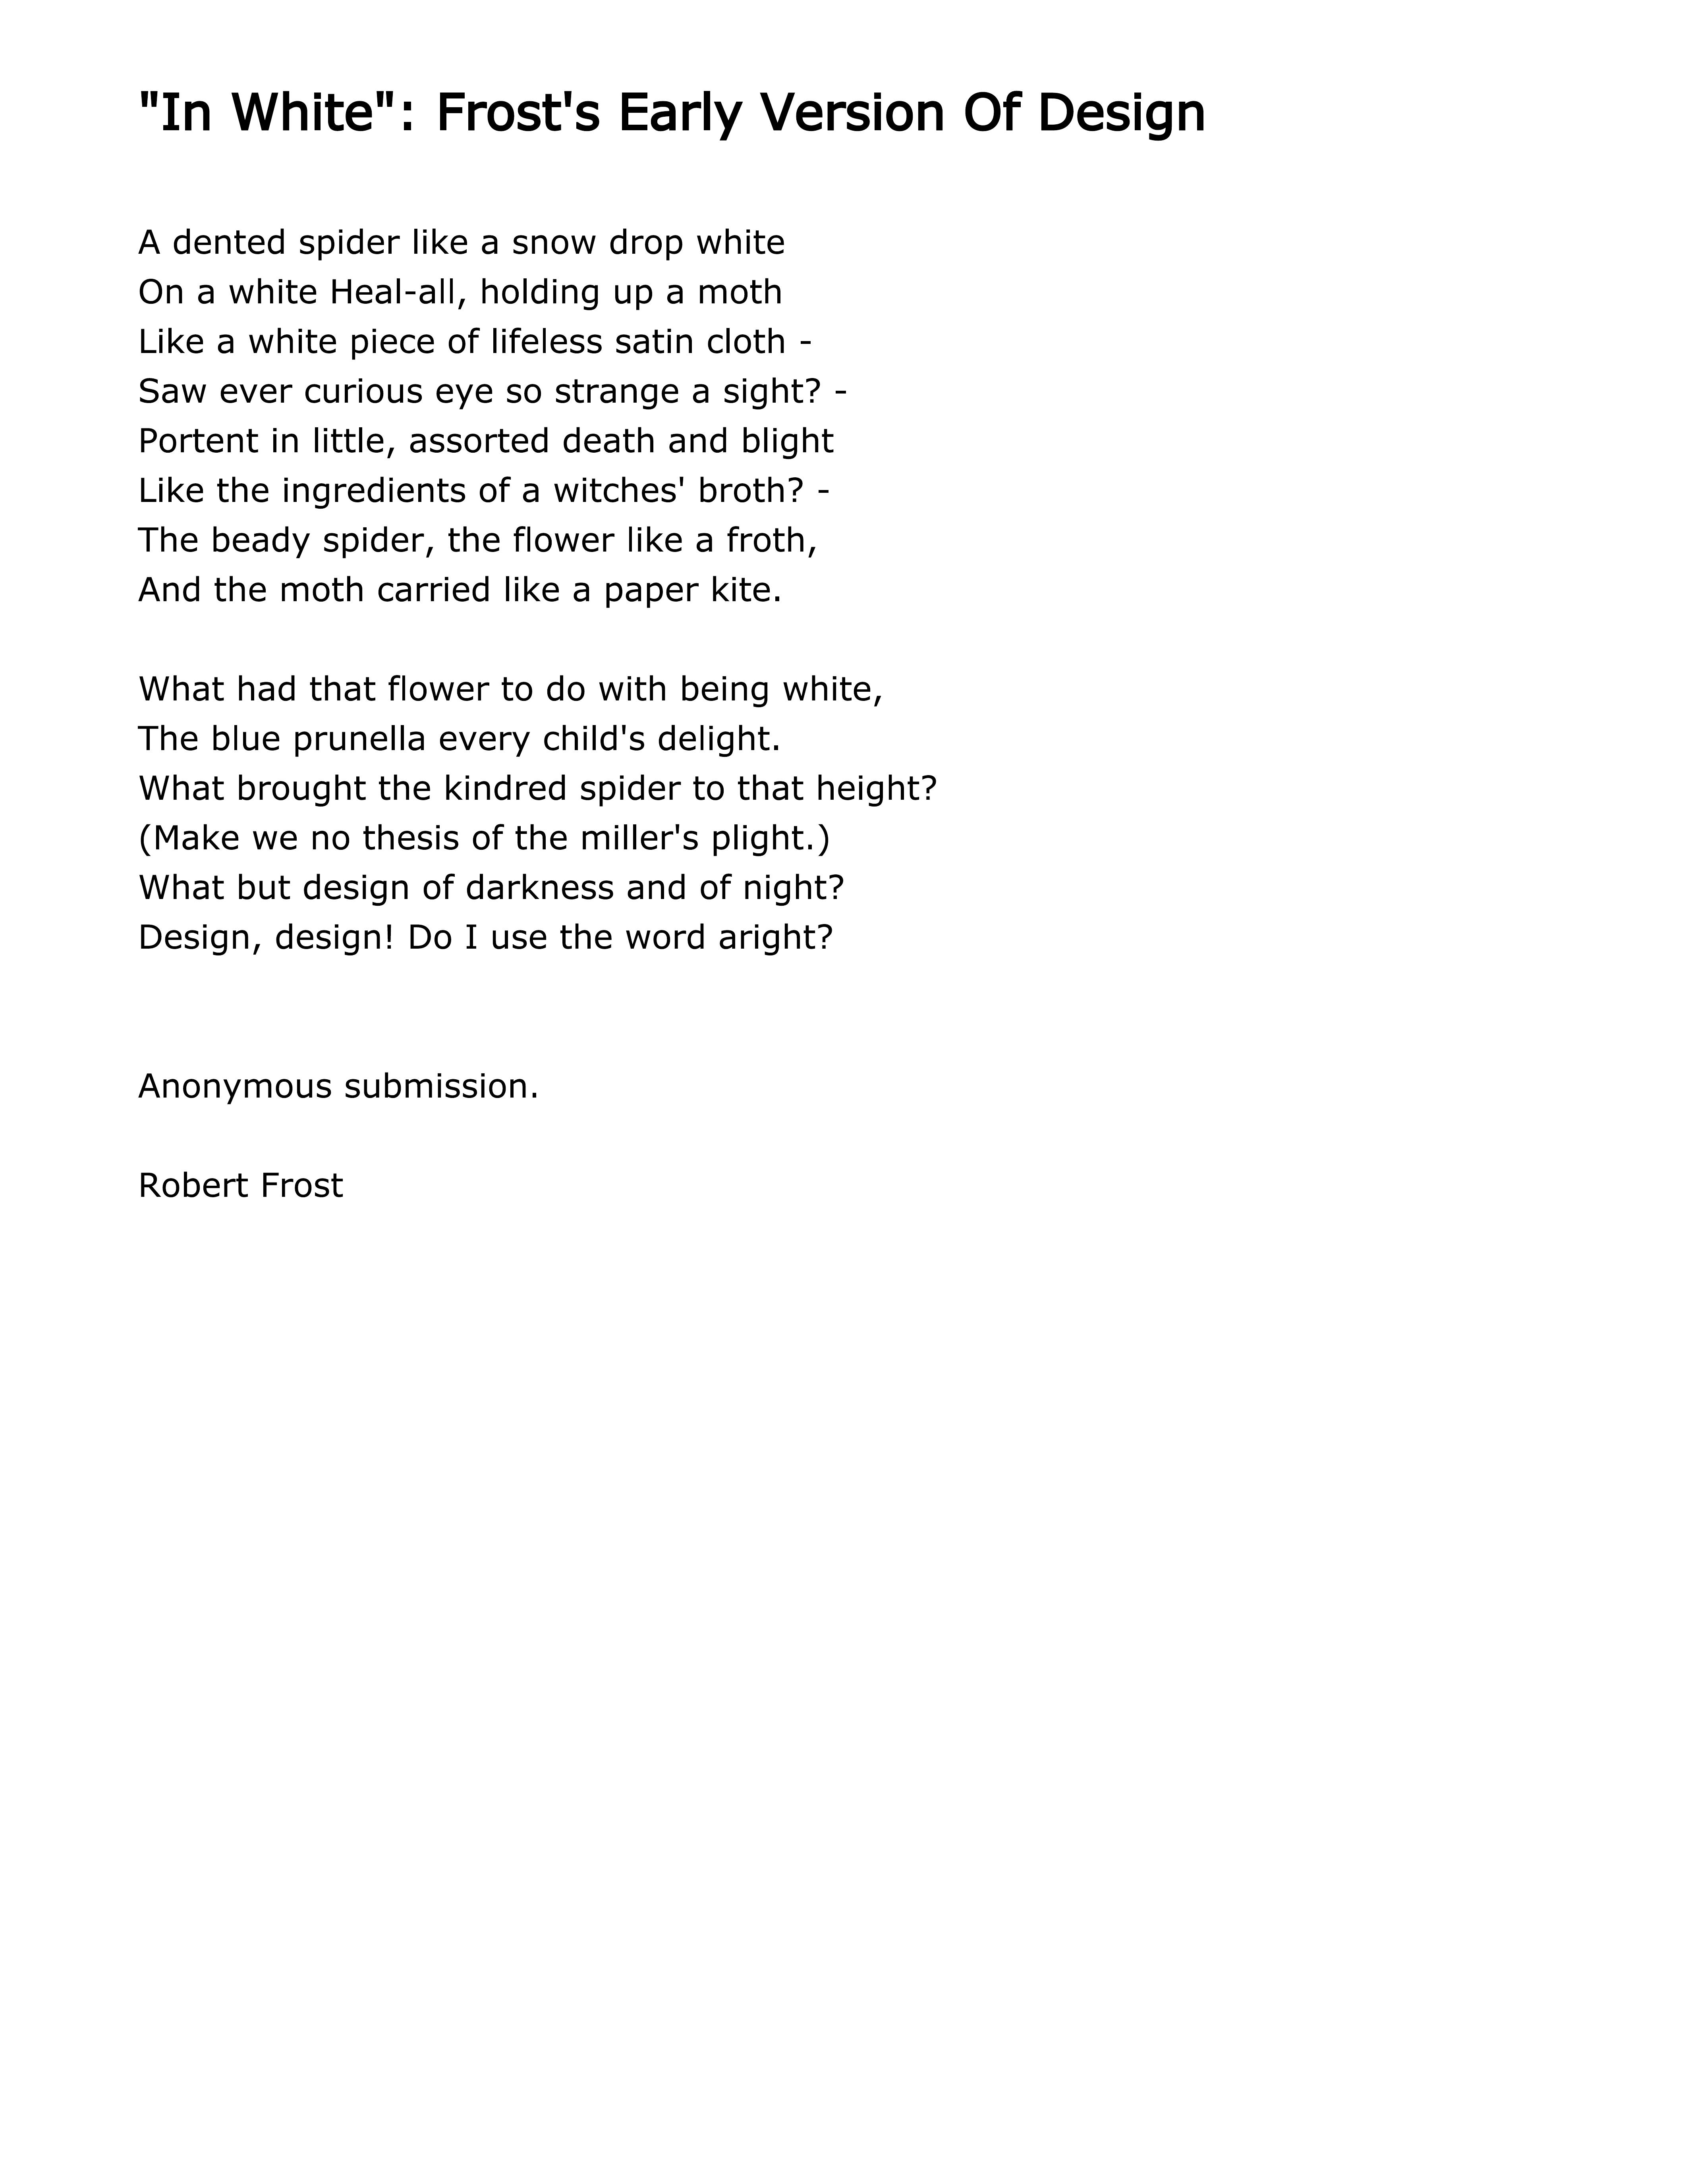 "In White": Frost's Early Version Of Design
A dented spider like a snow drop white
On a white Heal-all, holding up a moth
Like a white piece of lifeless satin cloth -
Saw ever curious eye so strange a sight? -
Portent in little, assorted death and blight
Like the ingredients of a witches' broth? -
The beady spider, the flower like a froth,
And the moth carried like a paper kite.
What had that flower to do with being white,
The blue prunella every child's delight.
What brought the kindred spider to that height?
(Make we no thesis of the miller's plight.)
What but design of darkness and of night?
Design, design! Do I use the word aright?
Anonymous submission.
Robert Frost